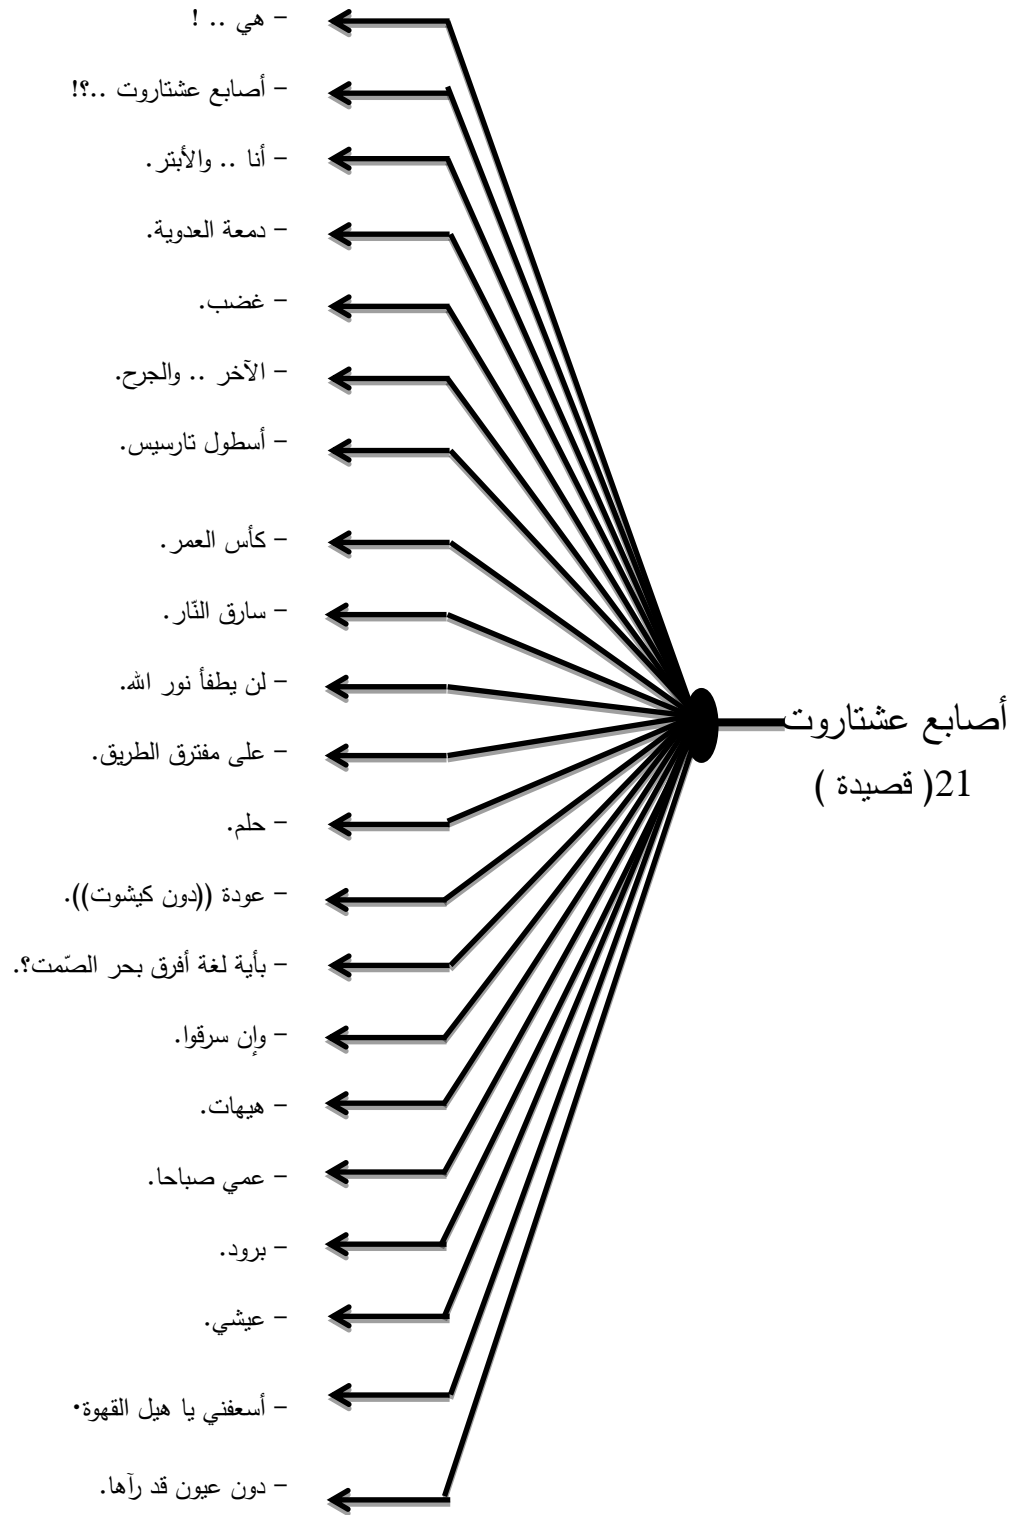 أصابع عشتاروت
21( قصيدة )
- هي .. !
- أصابع عشتاروت ..؟!
- أنا .. والأبتر.
- دمعة العدوية.
- غضب.
- الآخر .. والجرح.
- أسطول تارسيس.
- كأس العمر.
- سارق النّار.
- لن يطفأ نور الله.
- على مفترق الطريق.
- حلم.
- عودة ((دون كيشوت)).
- بأية لغة أفرق بحر الصّمت؟.
- وإن سرقوا.
- هيهات.
- عمي صباحا.
- برود.
- عيشي.
- أسعفني يا هيل القهوة.
- دون عيون قد رآها.